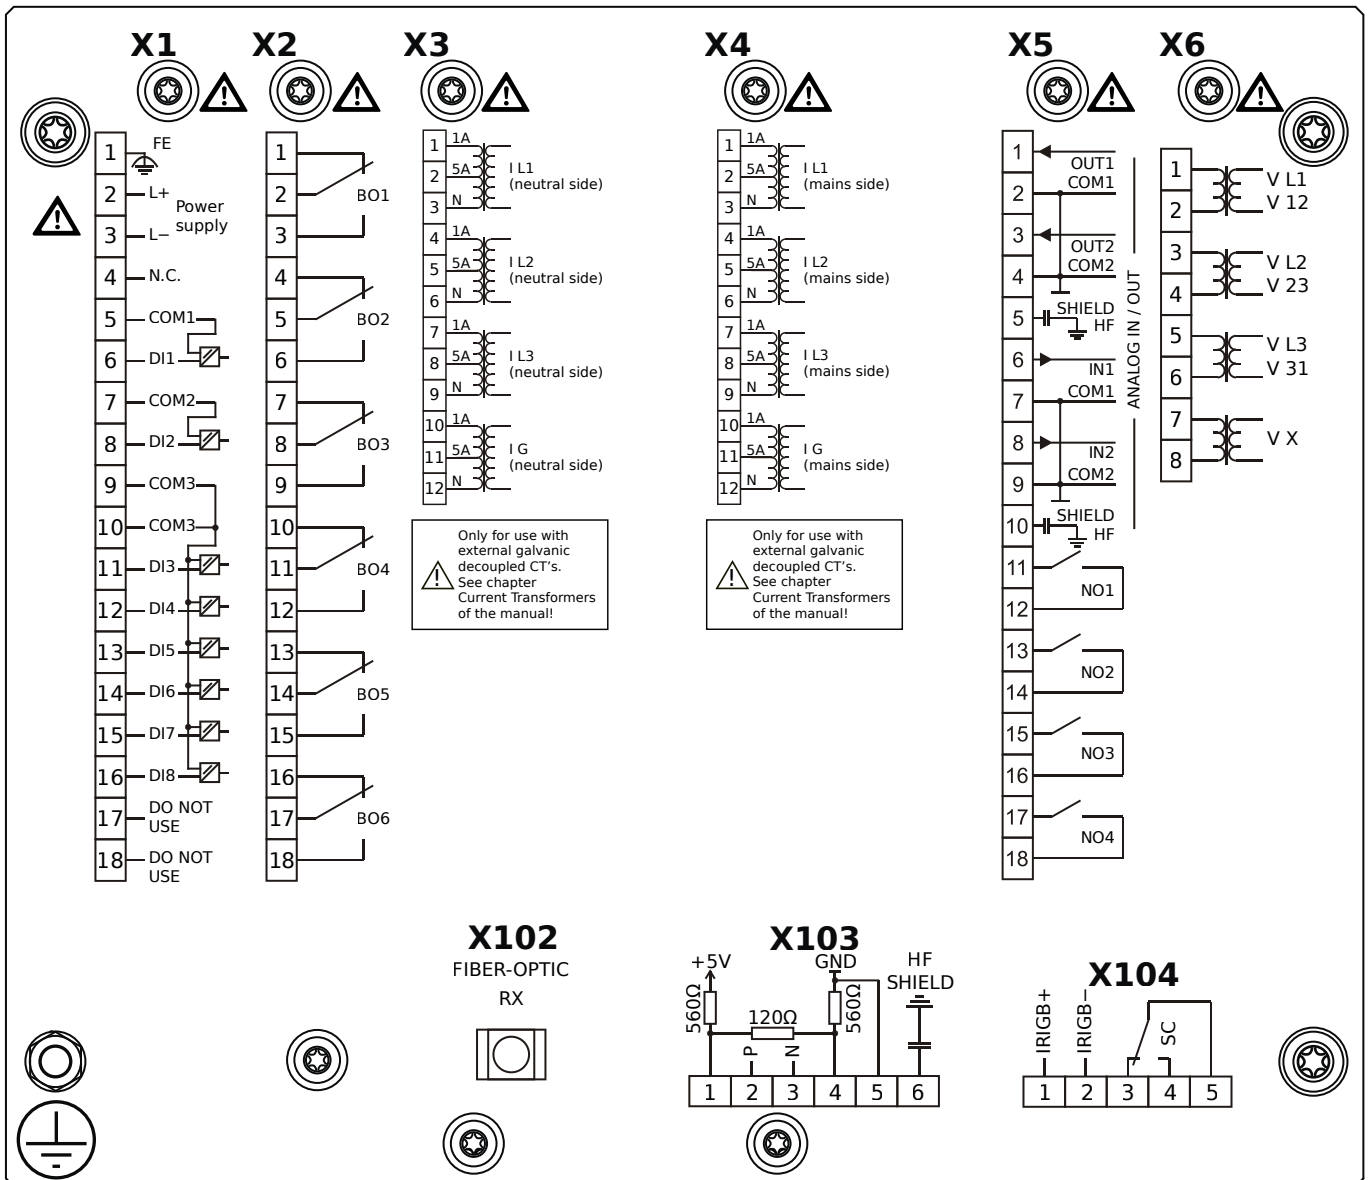 X1
1
FE
2
L+
Power
supply
3
L−
4
N.C.
5
COM1
6
DI1
7
COM2
8
DI2
9
COM3
10
COM3
11
DI3
12
DI4
13
DI5
14
DI6
15
DI7
16
DI8
17
DO NOT
USE
18
DO NOT
USE
X2
1
2
BO1
3
4
5
BO2
6
7
8
BO3
9
10
11
BO4
12
13
14
BO5
15
16
17
BO6
18
X3
1
1A
2
5A
I L1
(neutral side)
3
N
4
1A
5
5A
I L2
(neutral side)
6
N
7
1A
8
5A
I L3
(neutral side)
9
N
10
1A
11
5A
I G
(neutral side)
12
N
Only for use with
external galvanic
decoupled CT's.
See chapter
Current Transformers
of the manual!
X4
1
1A
2
5A
I L1
(mains side)
3
N
4
1A
5
5A
I L2
(mains side)
6
N
7
1A
8
5A
I L3
(mains side)
9
N
10
1A
11
5A
I G
(mains side)
12
N
Only for use with
external galvanic
decoupled CT's.
See chapter
Current Transformers
of the manual!
X5
1
OUT1
2
COM1
3
OUT2
4
COM2
5
SHIELD
HF
6
IN1
7
COM1
8
IN2
9
COM2
10
SHIELD
HF
ANALOG IN / OUT
11
NO1
12
13
NO2
14
15
NO3
16
17
NO4
18
X6
1
V L1
2
V 12
3
V L2
4
V 23
5
V L3
6
V 31
7
V X
8
X102
FIBER-OPTIC
RX
X103
+5V
GND
HF
SHIELD
560Ω
120Ω
560Ω
P
N
1 2 3 4 5 6
X104
IRIGB+
IRIGB−
SC
1 2 3 4 5